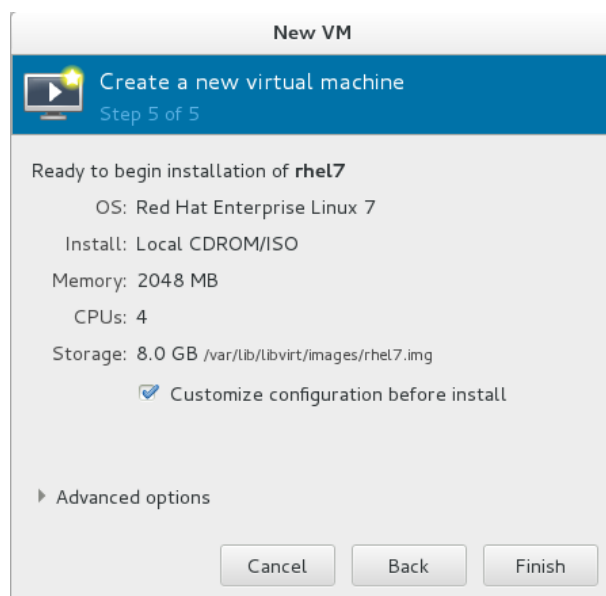 New VM
Create a new virtual machine
Step 5 of 5
Ready to begin installation of rhel7
OS: Red Hat Enterprise Linux 7
Install: Local CDROM/ISO
Memory: 2048 MB
CPUs: 4
Storage: 8.0 GB /var/lib/libvirt/images/rhel7.img
Customize configuration before install
Advanced options
Cancel Back Finish